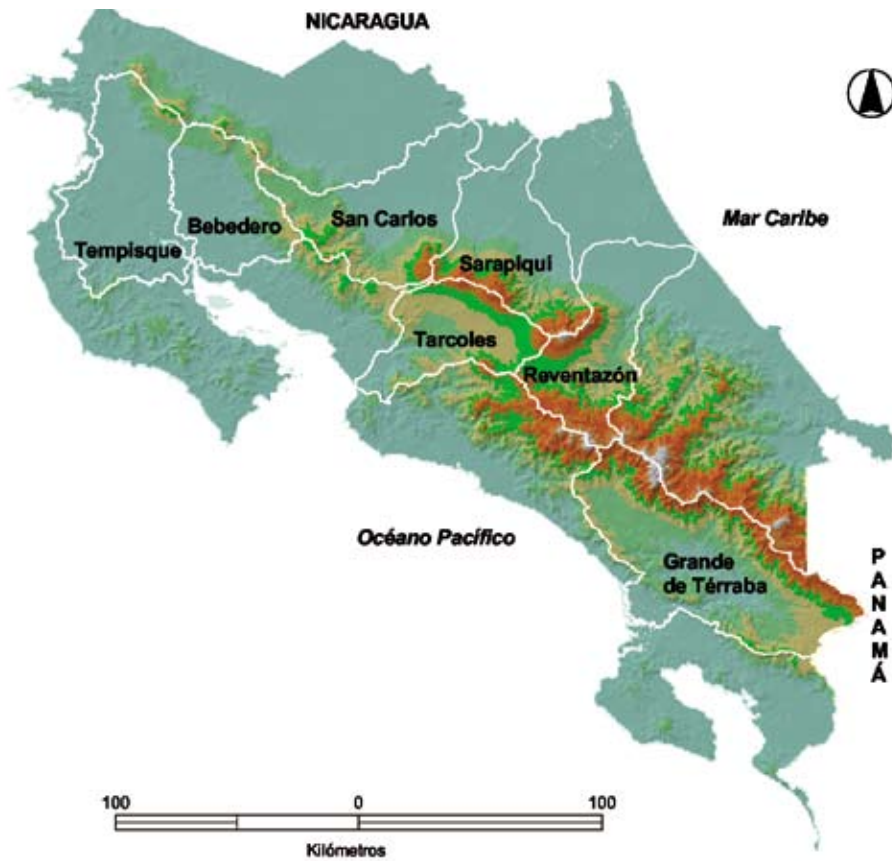 NICARAGUA
Mar Caribe
San Carlos
Bebedero
Tempisque
Sarapiquí
Tarcoles
Reventazón
Océano Pacífico
Grande
de Térraba
P
A
N
A
M
Á
100 0 100
Kilómetros